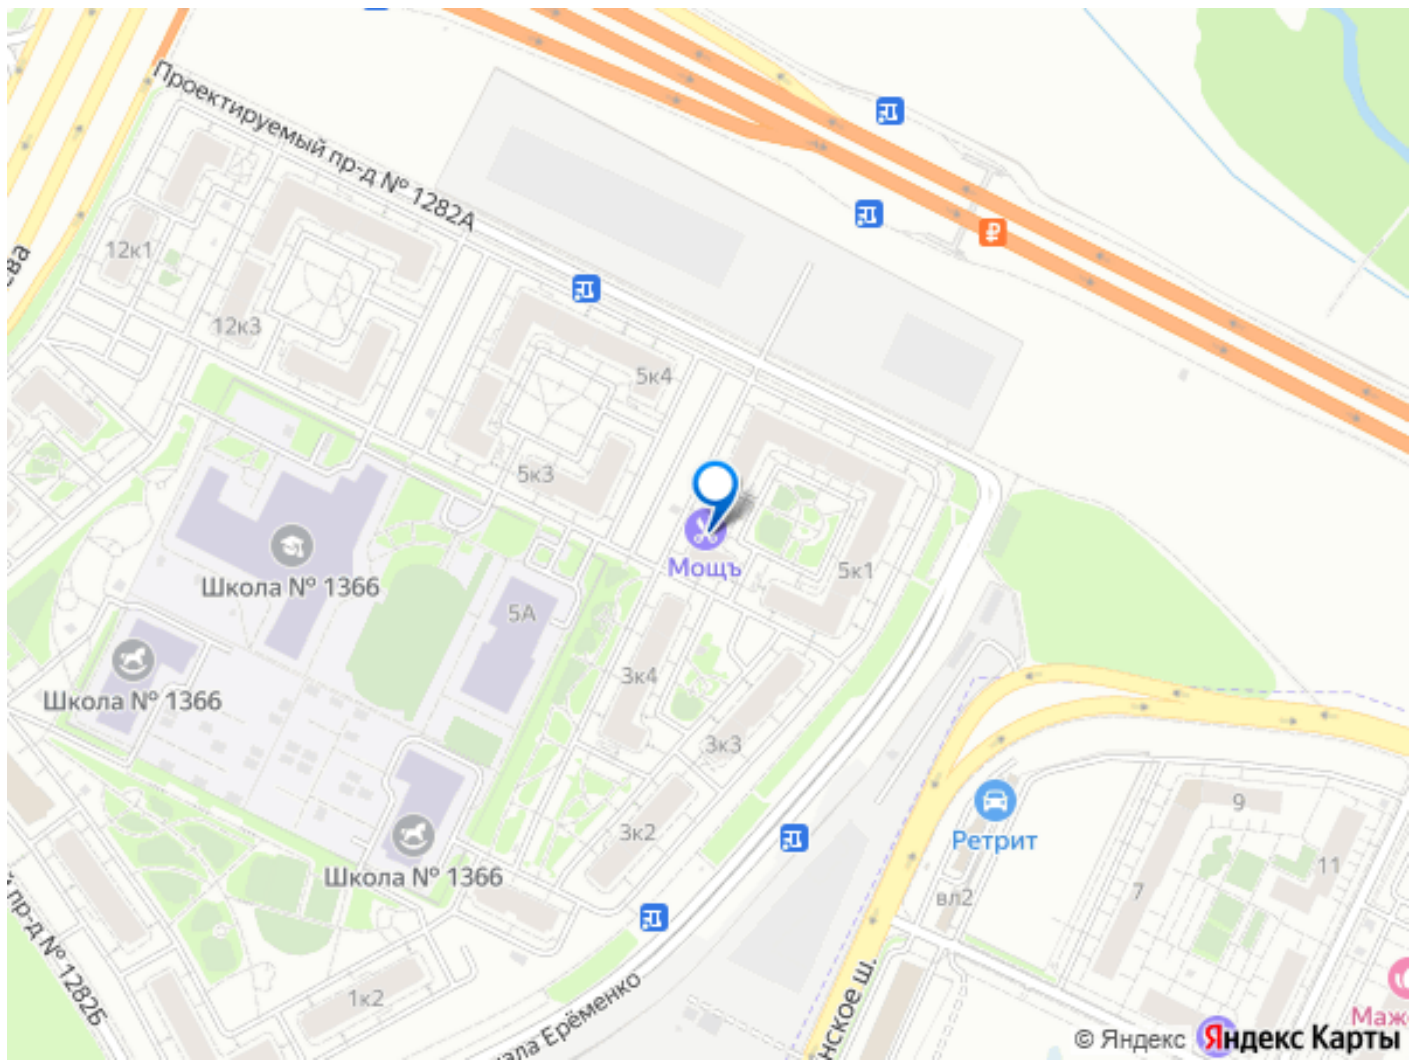 Проектируемый пр-д № 1282А
12к1
ева
12к3
5к4
5к3
Мощъ
5к1
Школа № 1366
5А
Школа № 1366
3к4
3к3
9
Ретрит
3к2
11
Школа № 1366
7
вл2
й пр-д № 1282Б
1к2
ала Ерёменко
нское ш.
Маж
© Яндекс Яндекс Карты